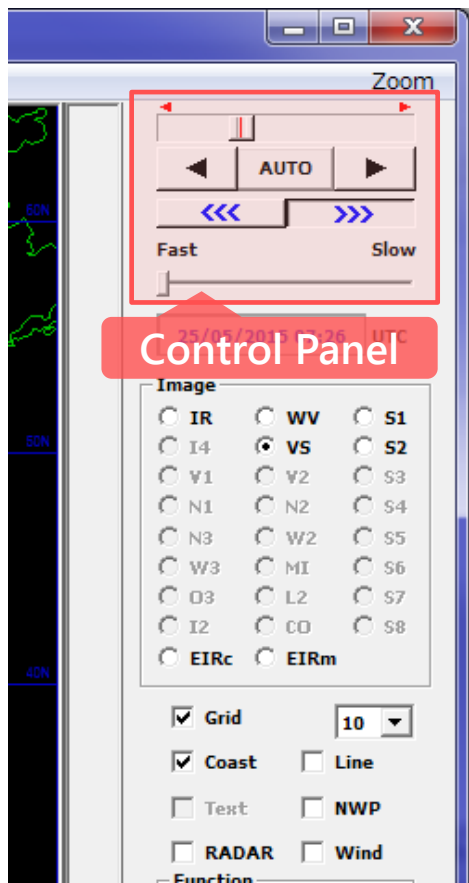 Zoom
AUTO
<<< >>>
Fast Slow
25/05/2015 07:26 UTC
Control Panel
60N
50N
40N
Image
IR WV S1
I4 VS S2
V1 V2 S3
N1 N2 S4
N3 W2 S5
W3 MI S6
O3 L2 S7
I2 CO S8
EIRc EIRm
Grid 10
Coast Line
Text NWP
RADAR Wind
Function